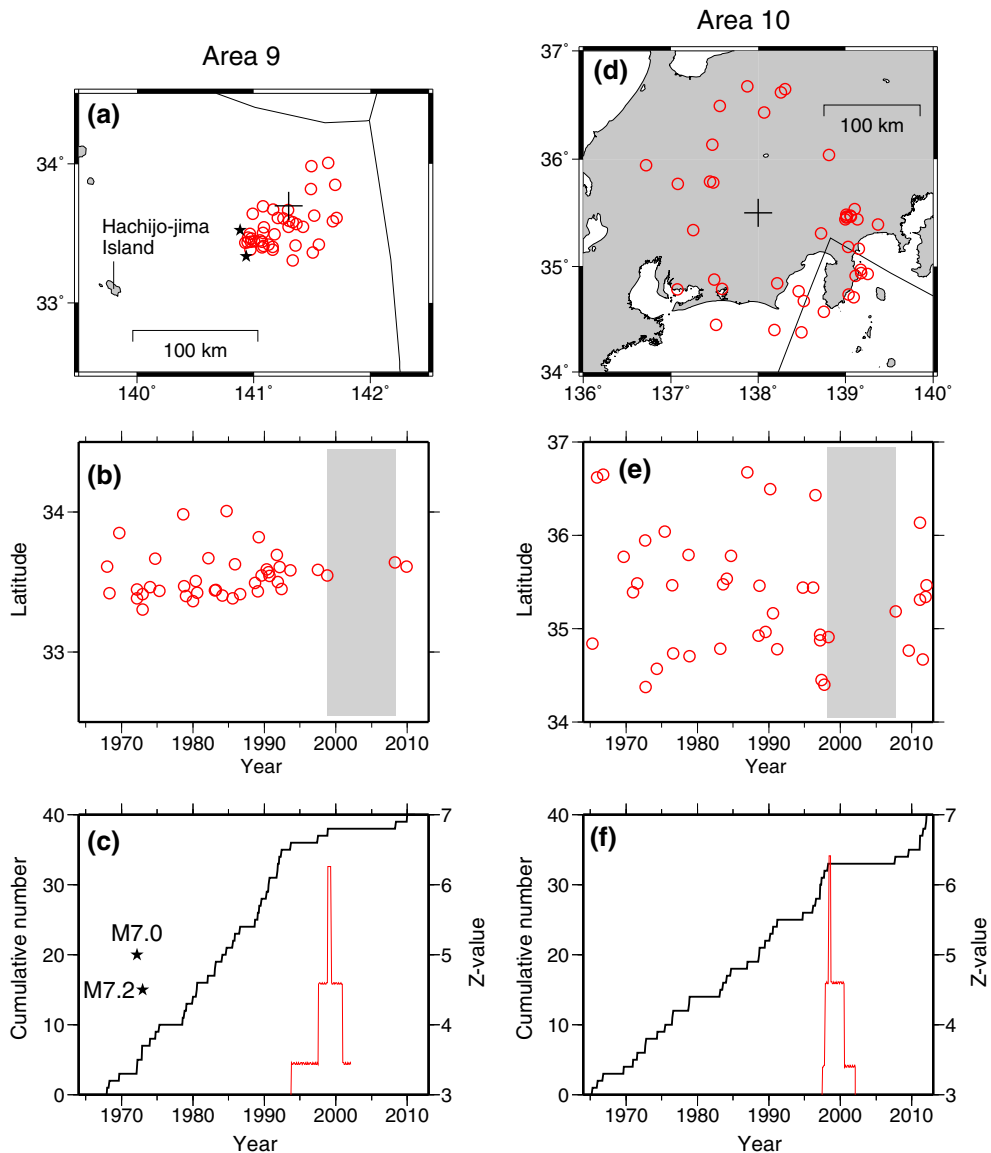 Area 9
Area 10
(a)
34°
33°
Hachijo-jima
Island
100 km
140°
141°
142°
(d)
37°
36°
35°
34°
100 km
136°
137°
138°
139°
140°
(b)
Latitude
34
33
1970
1980
1990
2000
2010
Year
(e)
Latitude
37
36
35
34
1970
1980
1990
2000
2010
Year
(c)
Cumulative number
40
30
20
10
0
M7.0
M7.2
7
6
5
4
3
Z-value
1970
1980
1990
2000
2010
Year
(f)
Cumulative number
40
30
20
10
0
7
6
5
4
3
Z-value
1970
1980
1990
2000
2010
Year